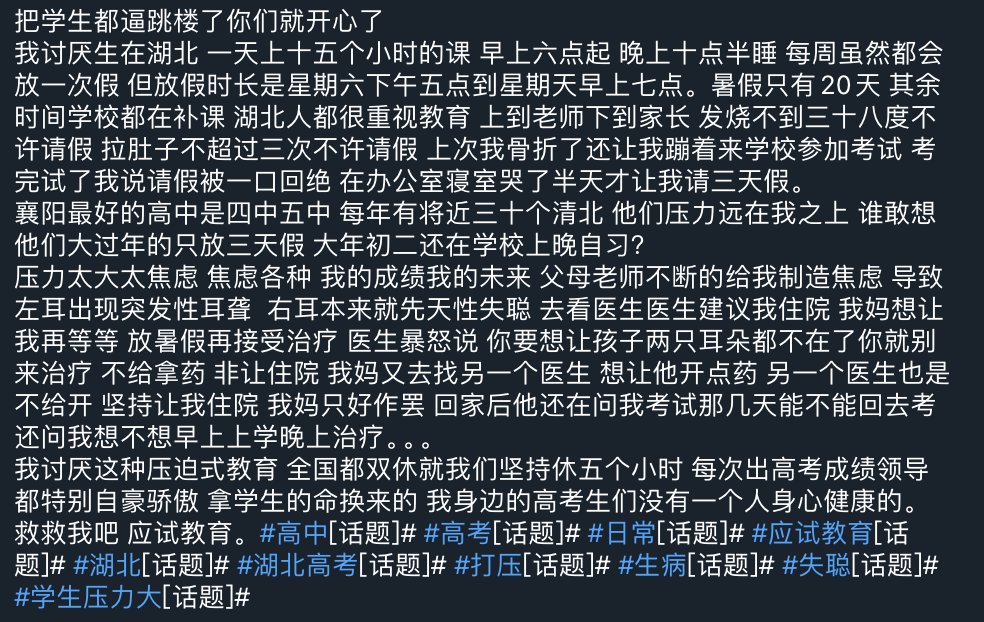 把学生都逼跳楼了你们就开心了
我讨厌生在湖北 一天上十五个小时的课 早上六点起 晚上十点半睡 每周虽然都会
放一次假 但放假时长是星期六下午五点到星期天早上七点。暑假只有20天 其余
时间学校都在补课 湖北人都很重视教育 上到老师下到家长 发烧不到三十八度不
许请假 拉肚子不超过三次不许请假 上次我骨折了还让我蹦着来学校参加考试 考
完试了我说请假被一口回绝 在办公室寝室哭了半天才让我请三天假。
襄阳最好的高中是四中五中 每年有将近三十个清北 他们压力远在我之上 谁敢想
他们大过年的只放三天假 大年初二还在学校上晚自习?
压力太大太焦虑 焦虑各种 我的成绩我的未来 父母老师不断的给我制造焦虑 导致
左耳出现突发性耳聋 右耳本来就先天性失聪 去看医生医生建议我住院 我妈想让
我再等等 放暑假再接受治疗 医生暴怒说 你要想让孩子两只耳朵都不在了你就别
来治疗 不给拿药 非让住院 我妈又去找另一个医生 想让他开点药 另一个医生也是
不给开 坚持让我住院 我妈只好作罢 回家后他还在问我考试那几天能不能回去考
还问我想不想早上上学晚上治疗。。。
我讨厌这种压迫式教育 全国都双休就我们坚持休五个小时 每次出高考成绩领导
都特别自豪骄傲 拿学生的命换来的 我身边的高考生们没有一个人身心健康的。
救救我吧 应试教育。#高中[话题]# #高考[话题]# #日常[话题]# #应试教育[话
题]# #湖北[话题]# #湖北高考[话题]# #打压[话题]# #生病[话题]# #失聪[话题]#
#学生压力大[话题]#